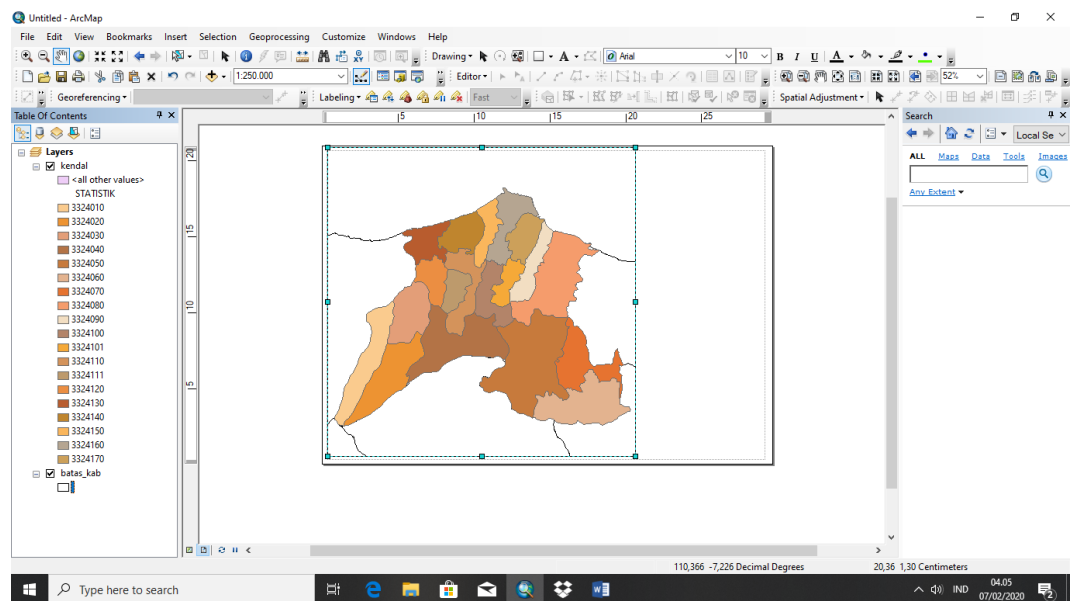 Untitled - ArcMap
File Edit View Bookmarks Insert Selection Geoprocessing Customize Windows Help
Drawing Arial 10 B I U A
1:250.000 Editor 52%
Georeferencing Labeling Fast Spatial Adjustment
Table Of Contents
Layers
kendal
<all other values>
STATISTIK
3324010
3324020
3324030
3324040
3324050
3324060
3324070
3324080
3324090
3324100
3324101
3324110
3324111
3324120
3324130
3324140
3324150
3324160
3324170
batas_kab
5 10 15 20 25
20
15
10
5
Search
Local Se
ALL Maps Data Tools Images
Any Extent
110,366 -7,226 Decimal Degrees 20,36 1,30 Centimeters
Type here to search
IND 04.05
07/02/2020
2